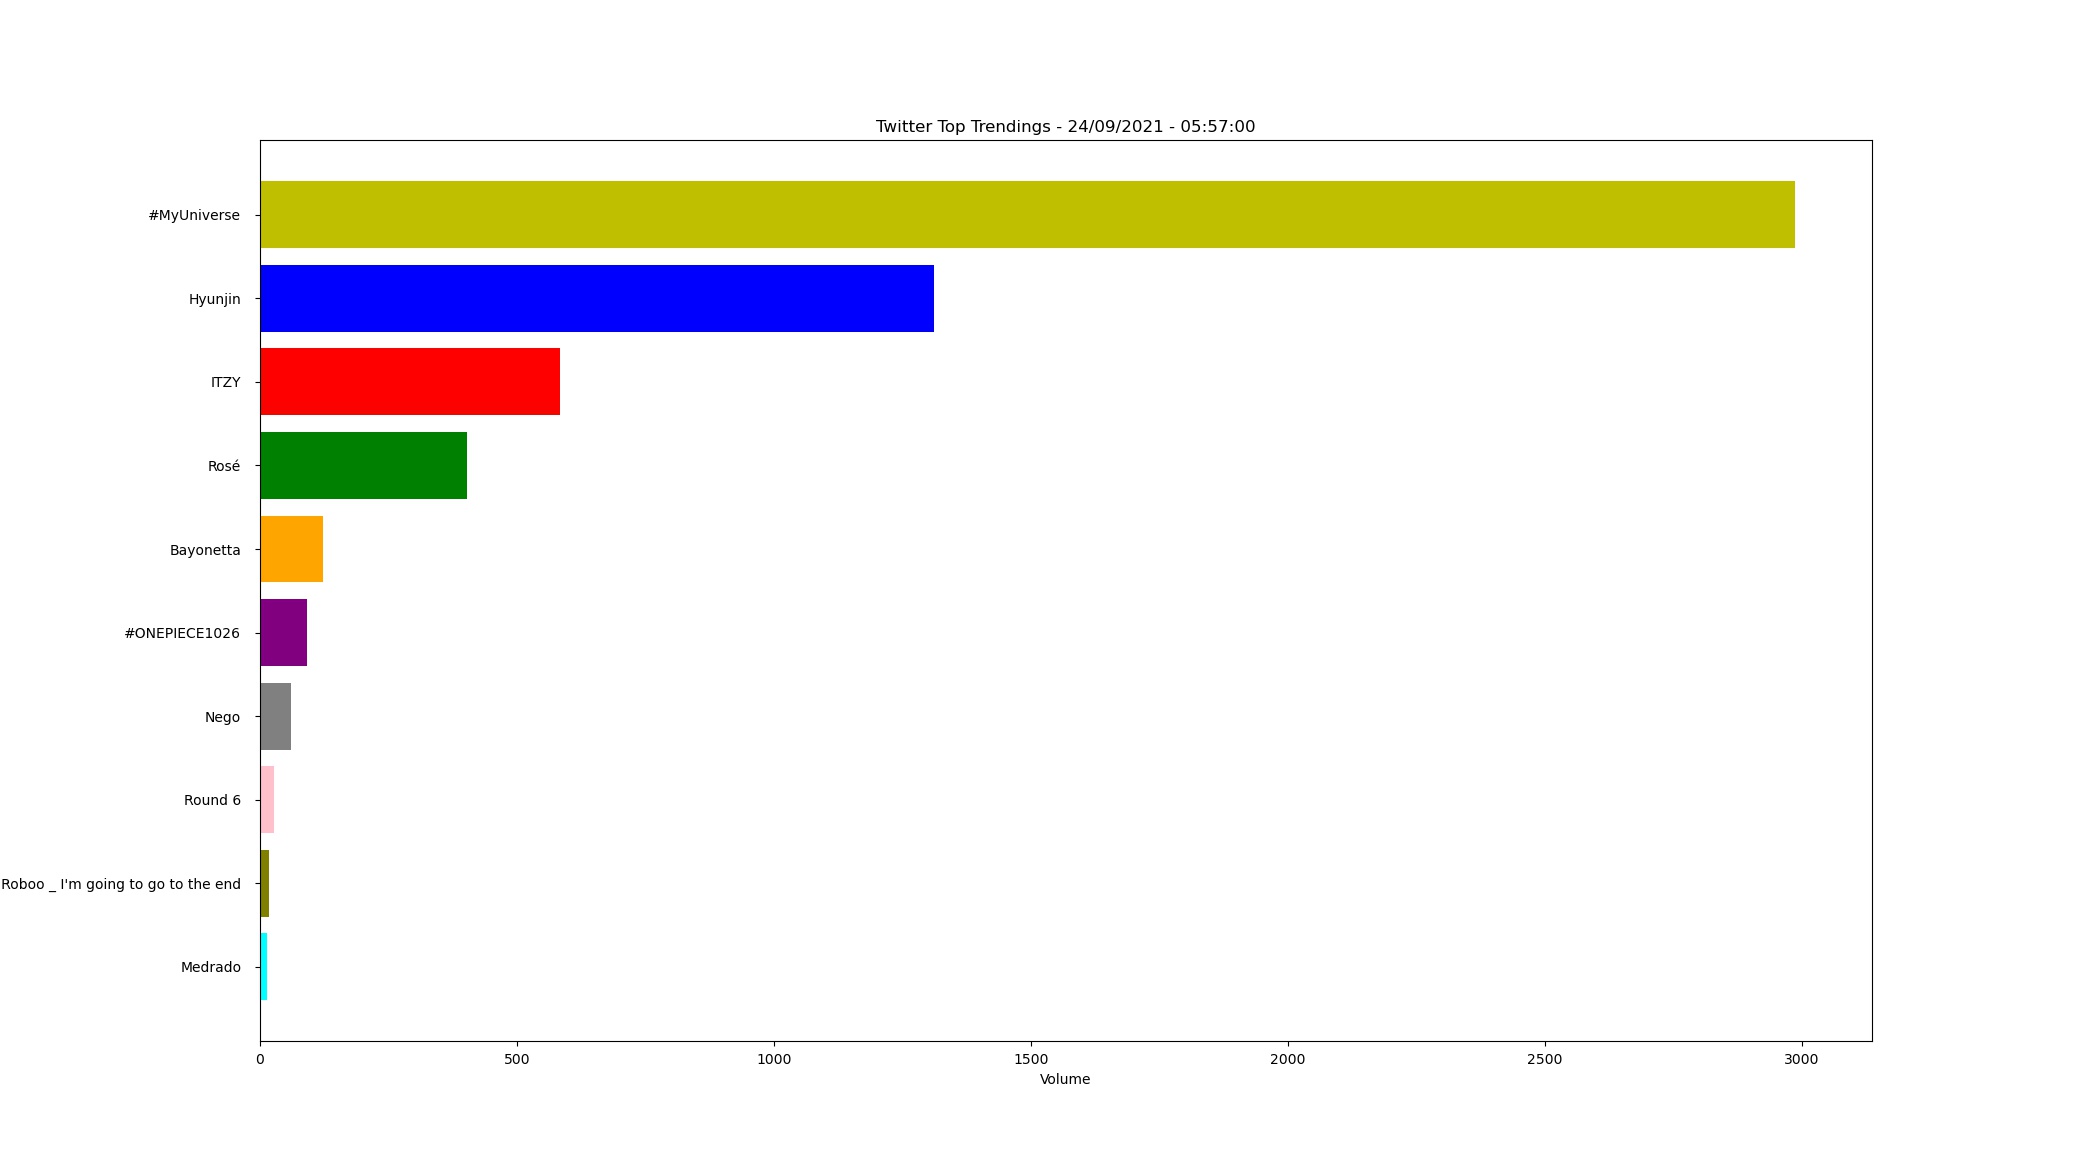 Twitter Top Trendings - 24/09/2021 - 05:57:00
#MyUniverse
Hyunjin
ITZY
Rosé
Bayonetta
#ONEPIECE1026
Nego
Round 6
Roboo _ I'm going to go to the end
Medrado
0 500 1000 1500 2000 2500 3000
Volume